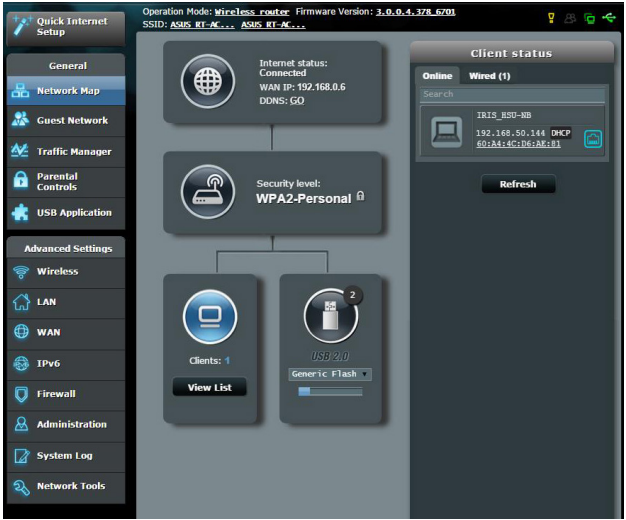 Quick Internet
Setup
Operation Mode: Wireless router Firmware Version: 3.0.0.4.378_6701
SSID: ASUS RT-AC... ASUS RT-AC...
General
Network Map
Guest Network
Traffic Manager
Parental
Controls
USB Application
Advanced Settings
Wireless
LAN
WAN
IPv6
Firewall
Administration
System Log
Network Tools
Internet status:
Connected
WAN IP: 192.168.0.6
DDNS: GO
Security level:
WPA2-Personal
Clients: 1
View List
2
USB 2.0
Generic Flash
Client status
Online Wired (1)
Search
IRIS_HSU-NB
192.168.50.144 DHCP
60:A4:4C:D6:AE:81
Refresh